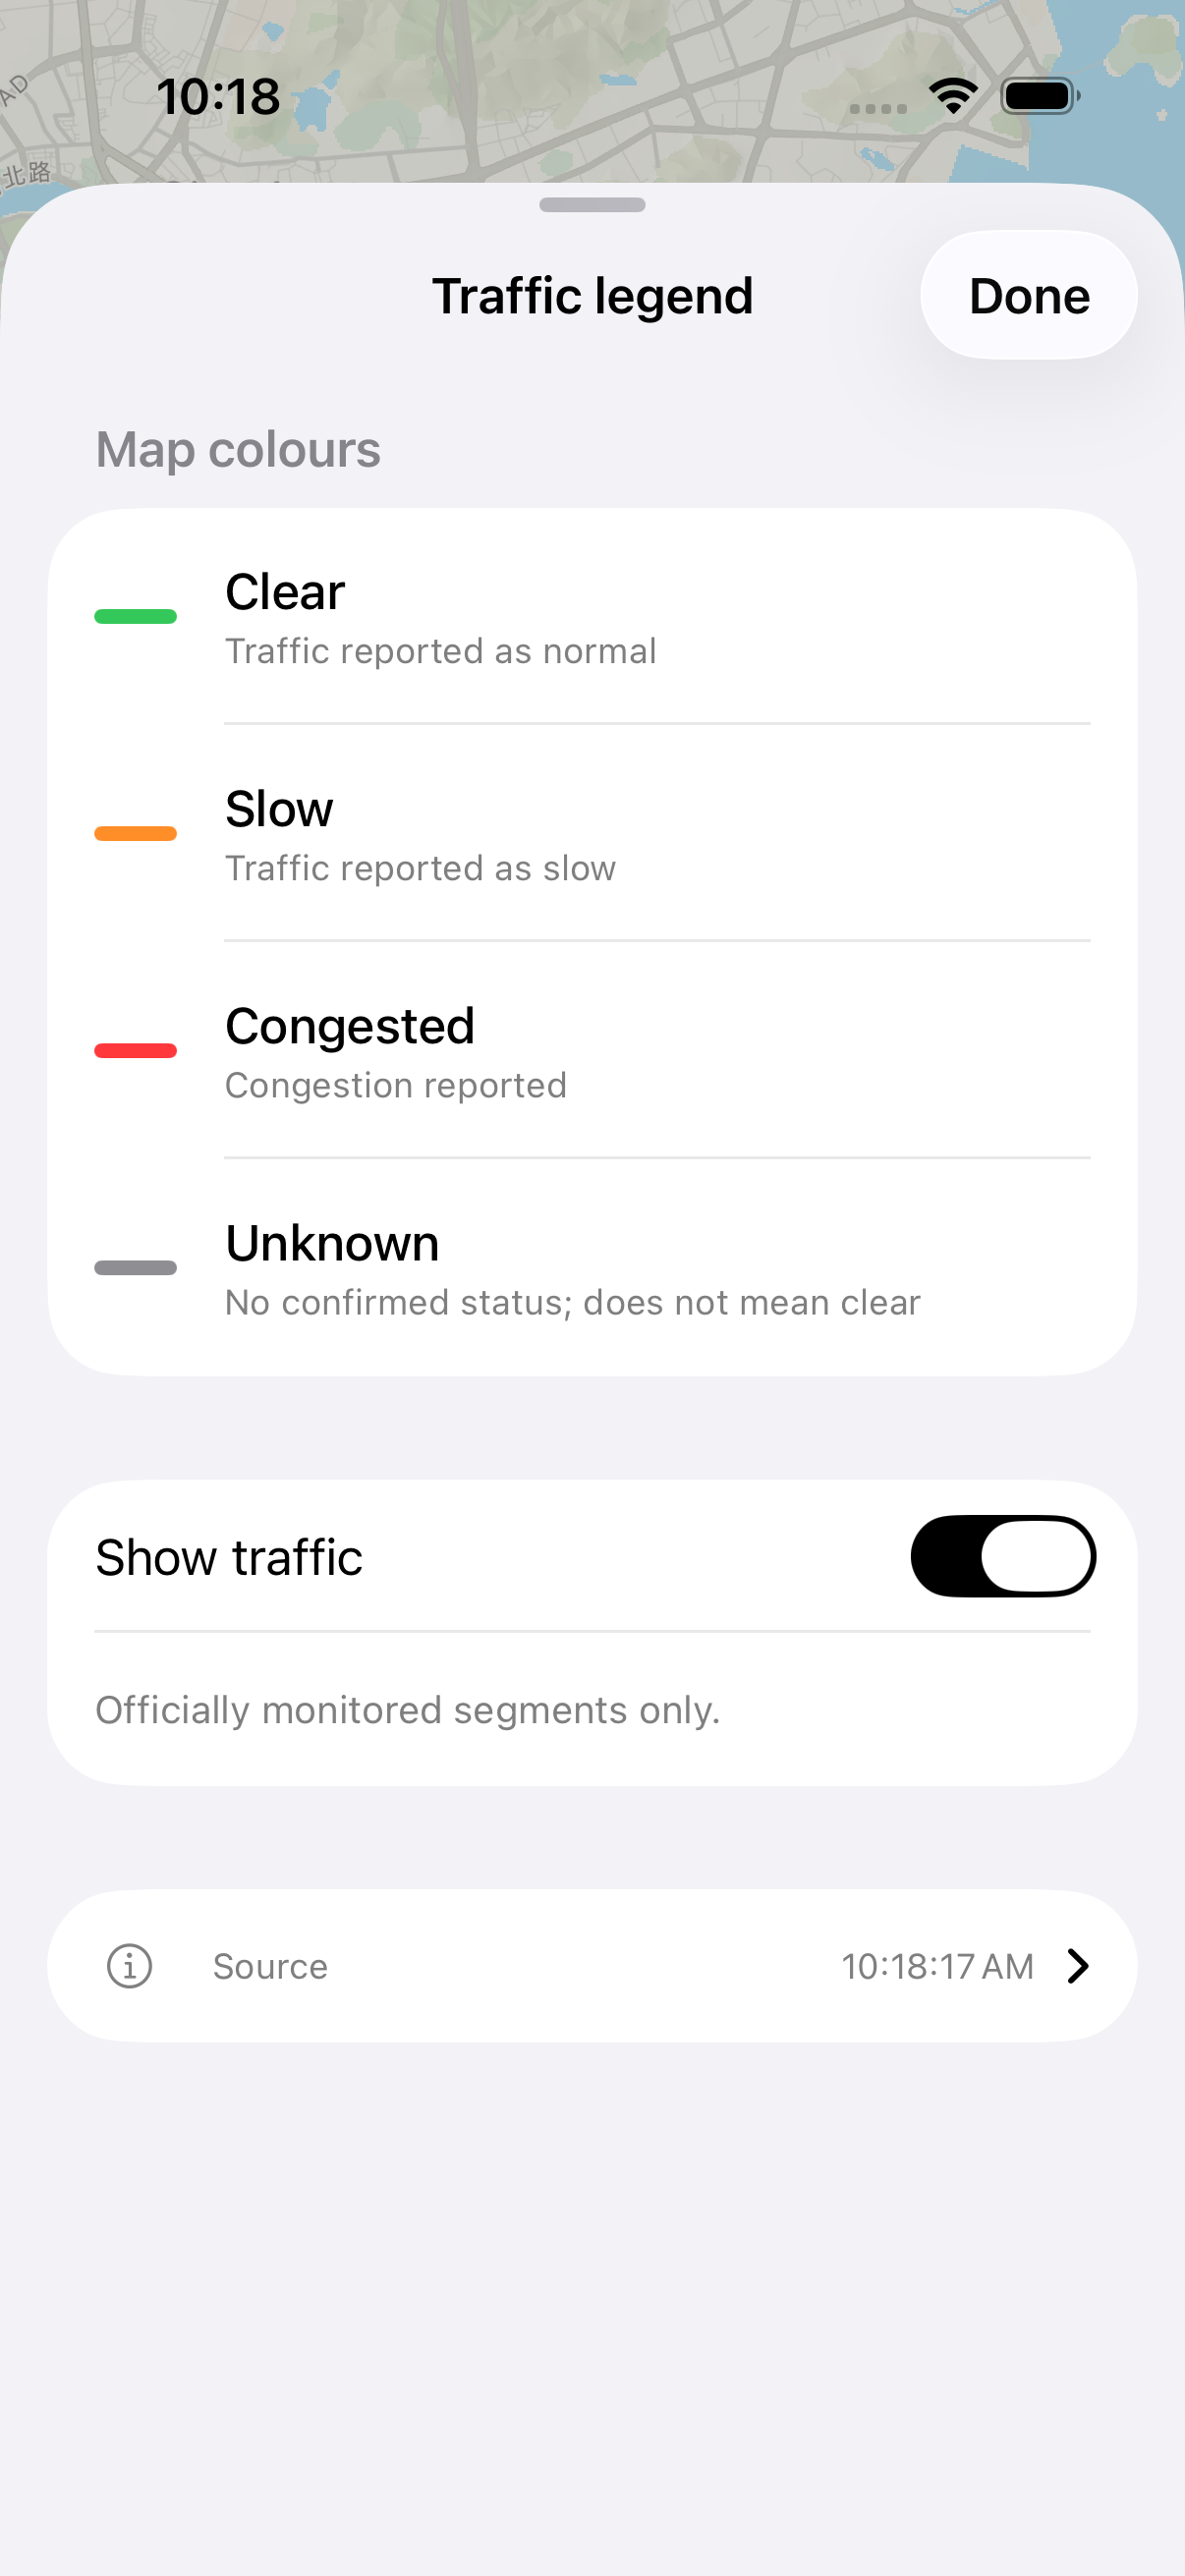 AD
10:18
北路
Traffic legend
Done
Map colours
Clear
Traffic reported as normal
Slow
Traffic reported as slow
Congested
Congestion reported
Unknown
No confirmed status; does not mean clear
Show traffic
Officially monitored segments only.
Source
10:18:17 AM